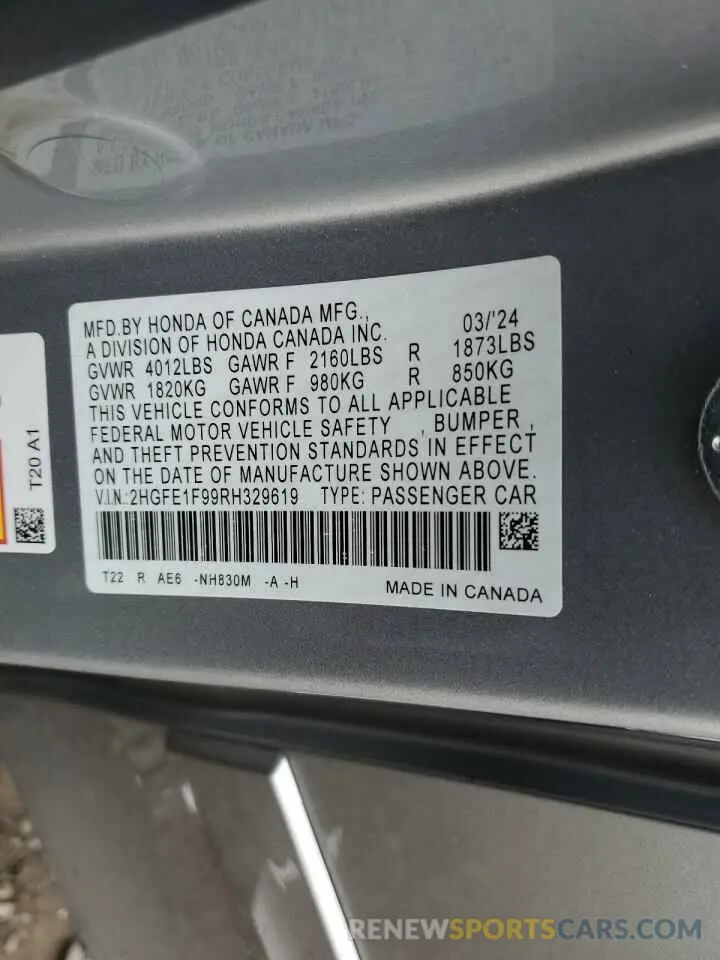 MFD.BY HONDA OF CANADA MFG., 03/'24
A DIVISION OF HONDA CANADA INC.
GVWR 4012LBS GAWR F 2160LBS R 1873LBS
GVWR 1820KG GAWR F 980KG R 850KG
THIS VEHICLE CONFORMS TO ALL APPLICABLE
FEDERAL MOTOR VEHICLE SAFETY , BUMPER ,
AND THEFT PREVENTION STANDARDS IN EFFECT
ON THE DATE OF MANUFACTURE SHOWN ABOVE.
V.I.N.:2HGFE1F99RH329619 TYPE: PASSENGER CAR
T22 R AE6 -NH830M -A -H
MADE IN CANADA
T20 A1
RENEWSPORTSCARS.COM